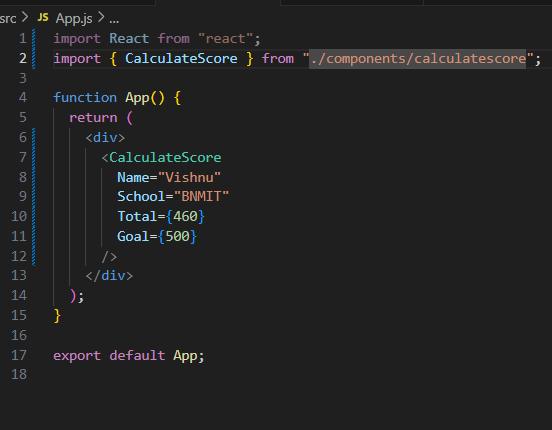 src > JS App.js > ...
1 import React from "react";
2 import { CalculateScore } from "./components/calculatescore";
3
4 function App() {
5 return (
6 <div>
7 <CalculateScore
8 Name="Vishnu"
9 School="BNMIT"
10 Total={460}
11 Goal={500}
12 />
13 </div>
14 );
15 }
16
17 export default App;
18